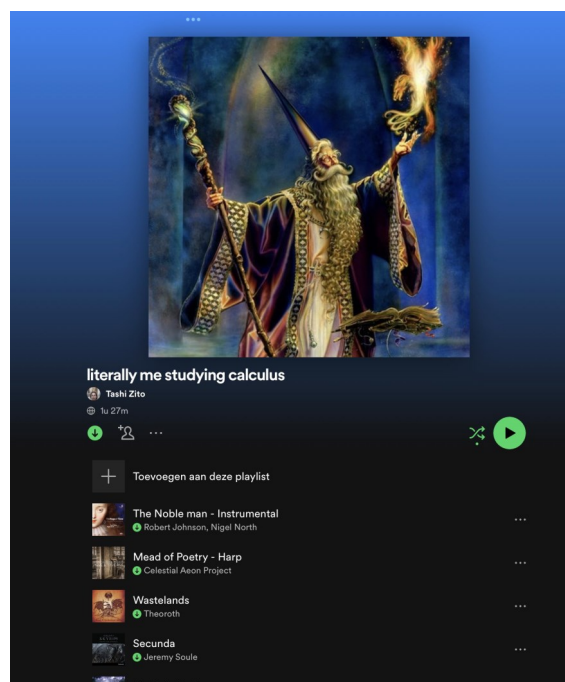 literally me studying calculus
Tashi Zito
1u 27m
Toevoegen aan deze playlist
The Noble man - Instrumental
Robert Johnson, Nigel North
Mead of Poetry - Harp
Celestial Aeon Project
Wastelands
Theoroth
Secunda
Jeremy Soule